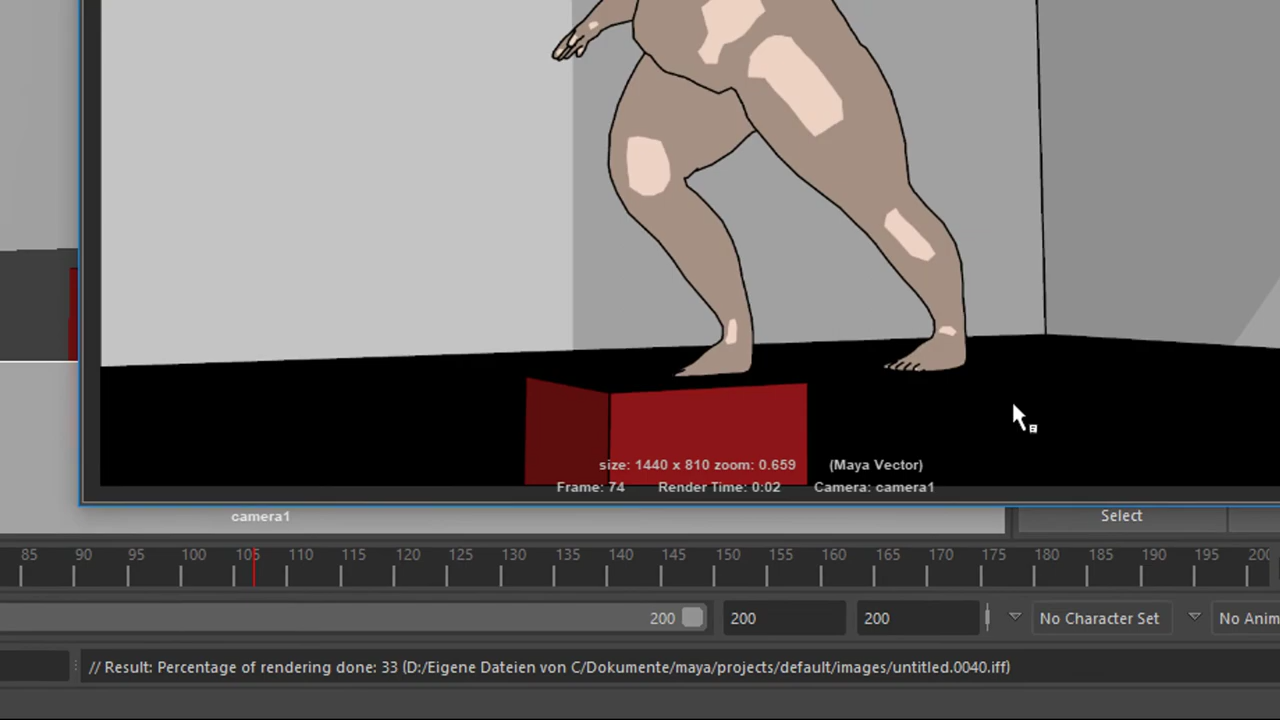 size: 1440 x 810 zoom: 0.659 (Maya Vector)
Frame: 74 Render Time: 0:02 Camera: camera1
camera1 Select
85 90 95 100 105 110 115 120 125 130 135 140 145 150 155 160 165 170 175 180 185 190 195 200
200 200 200 No Character Set No Anim
// Result: Percentage of rendering done: 33 (D:/Eigene Dateien von C/Dokumente/maya/projects/default/images/untitled.0040.iff)